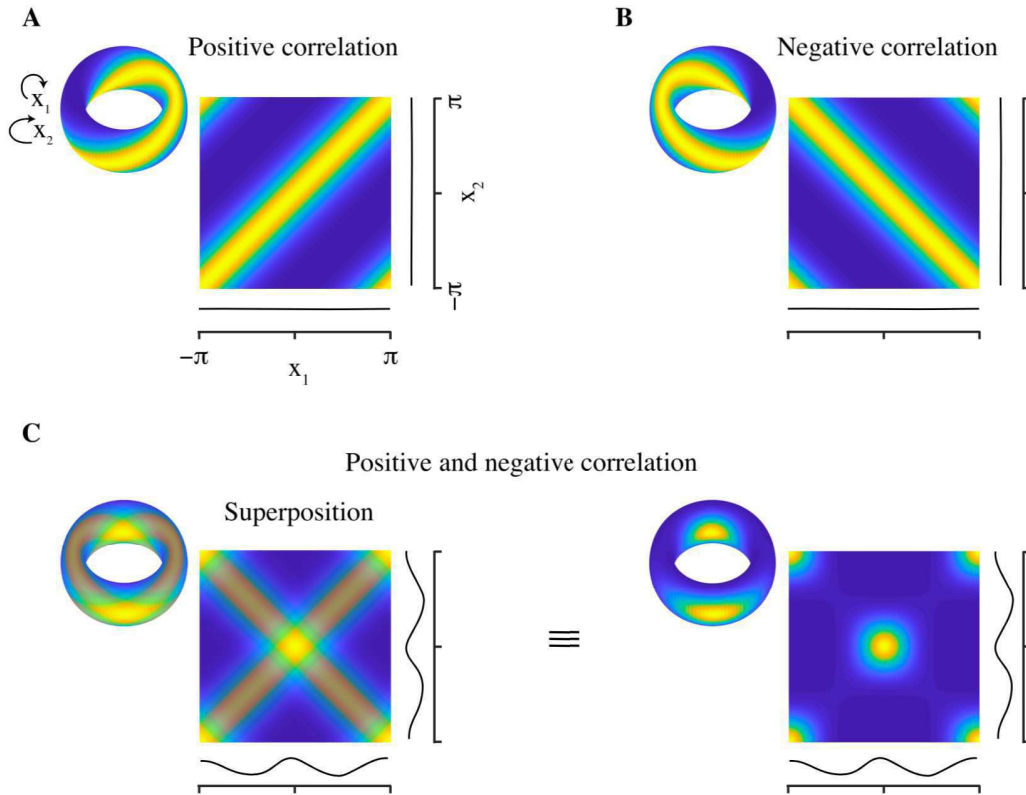 A
Positive correlation
x1
x2
π
x2
−π
−π
π
x1
B
Negative correlation
C
Positive and negative correlation
Superposition
≡